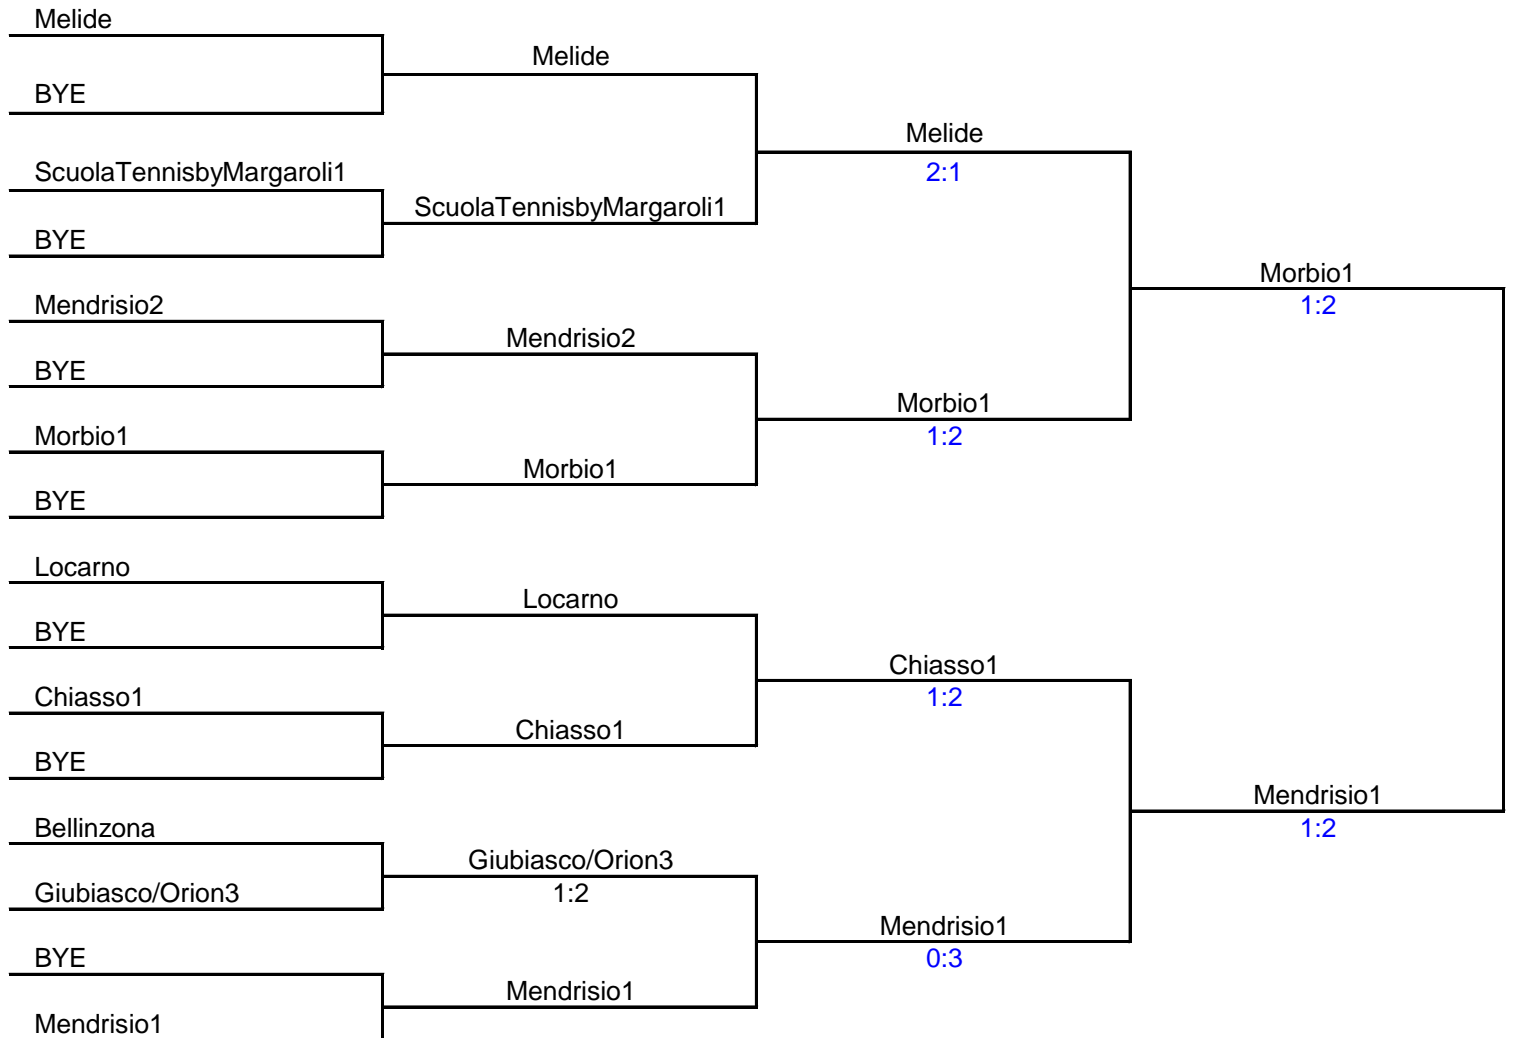 Melide
BYE
ScuolaTennisbyMargaroli1
BYE
Mendrisio2
BYE
Morbio1
BYE
Locarno
BYE
Chiasso1
BYE
Bellinzona
Giubiasco/Orion3
BYE
Mendrisio1
Melide
ScuolaTennisbyMargaroli1
Mendrisio2
Morbio1
Locarno
Chiasso1
Giubiasco/Orion3
1:2
Mendrisio1
Melide
2:1
Morbio1
1:2
Chiasso1
1:2
Mendrisio1
0:3
Morbio1
1:2
Mendrisio1
1:2